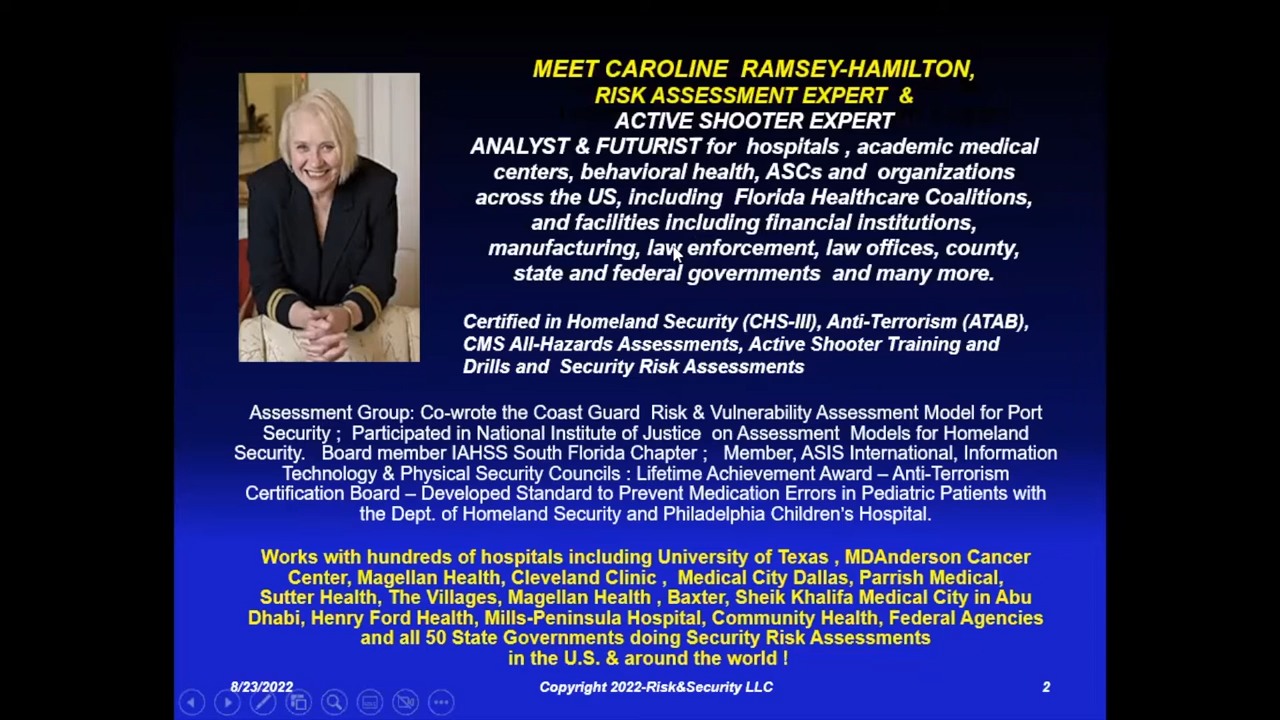 MEET CAROLINE RAMSEY-HAMILTON,
RISK ASSESSMENT EXPERT &
ACTIVE SHOOTER EXPERT
ANALYST & FUTURIST for hospitals , academic medical
centers, behavioral health, ASCs and organizations
across the US, including Florida Healthcare Coalitions,
and facilities including financial institutions,
manufacturing, law enforcement, law offices, county,
state and federal governments and many more.
Certified in Homeland Security (CHS-III), Anti-Terrorism (ATAB),
CMS All-Hazards Assessments, Active Shooter Training and
Drills and Security Risk Assessments
Assessment Group: Co-wrote the Coast Guard Risk & Vulnerability Assessment Model for Port
Security ; Participated in National Institute of Justice on Assessment Models for Homeland
Security. Board member IAHSS South Florida Chapter ; Member, ASIS International, Information
Technology & Physical Security Councils : Lifetime Achievement Award – Anti-Terrorism
Certification Board – Developed Standard to Prevent Medication Errors in Pediatric Patients with
the Dept. of Homeland Security and Philadelphia Children's Hospital.
Works with hundreds of hospitals including University of Texas , MDAnderson Cancer
Center, Magellan Health, Cleveland Clinic , Medical City Dallas, Parrish Medical,
Sutter Health, The Villages, Magellan Health , Baxter, Sheik Khalifa Medical City in Abu
Dhabi, Henry Ford Health, Mills-Peninsula Hospital, Community Health, Federal Agencies
and all 50 State Governments doing Security Risk Assessments
in the U.S. & around the world !
8/23/2022 Copyright 2022-Risk&Security LLC 2